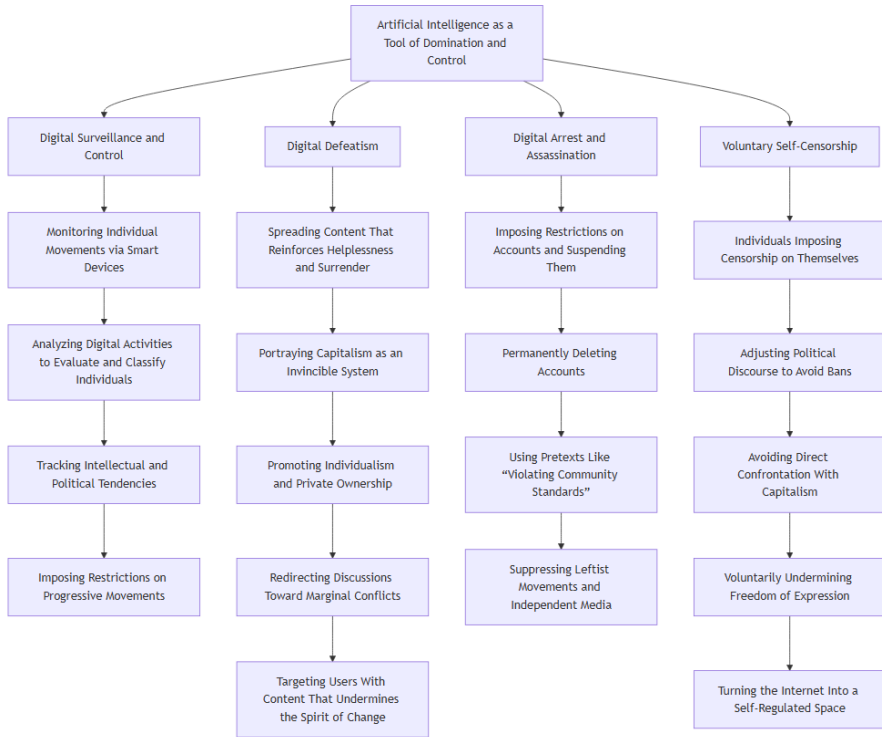 Artificial Intelligence as a
Tool of Domination and
Control
Digital Surveillance and
Control
Monitoring Individual
Movements via Smart
Devices
Analyzing Digital Activities
to Evaluate and Classify
Individuals
Tracking Intellectual and
Political Tendencies
Imposing Restrictions on
Progressive Movements
Digital Defeatism
Spreading Content That
Reinforces Helplessness
and Surrender
Portraying Capitalism as an
Invincible System
Promoting Individualism
and Private Ownership
Redirecting Discussions
Toward Marginal Conflicts
Targeting Users With
Content That Undermines
the Spirit of Change
Digital Arrest and
Assassination
Imposing Restrictions on
Accounts and Suspending
Them
Permanently Deleting
Accounts
Using Pretexts Like
“Violating Community
Standards”
Suppressing Leftist
Movements and
Independent Media
Voluntary Self-Censorship
Individuals Imposing
Censorship on Themselves
Adjusting Political
Discourse to Avoid Bans
Avoiding Direct
Confrontation With
Capitalism
Voluntarily Undermining
Freedom of Expression
Turning the Internet Into a
Self-Regulated Space